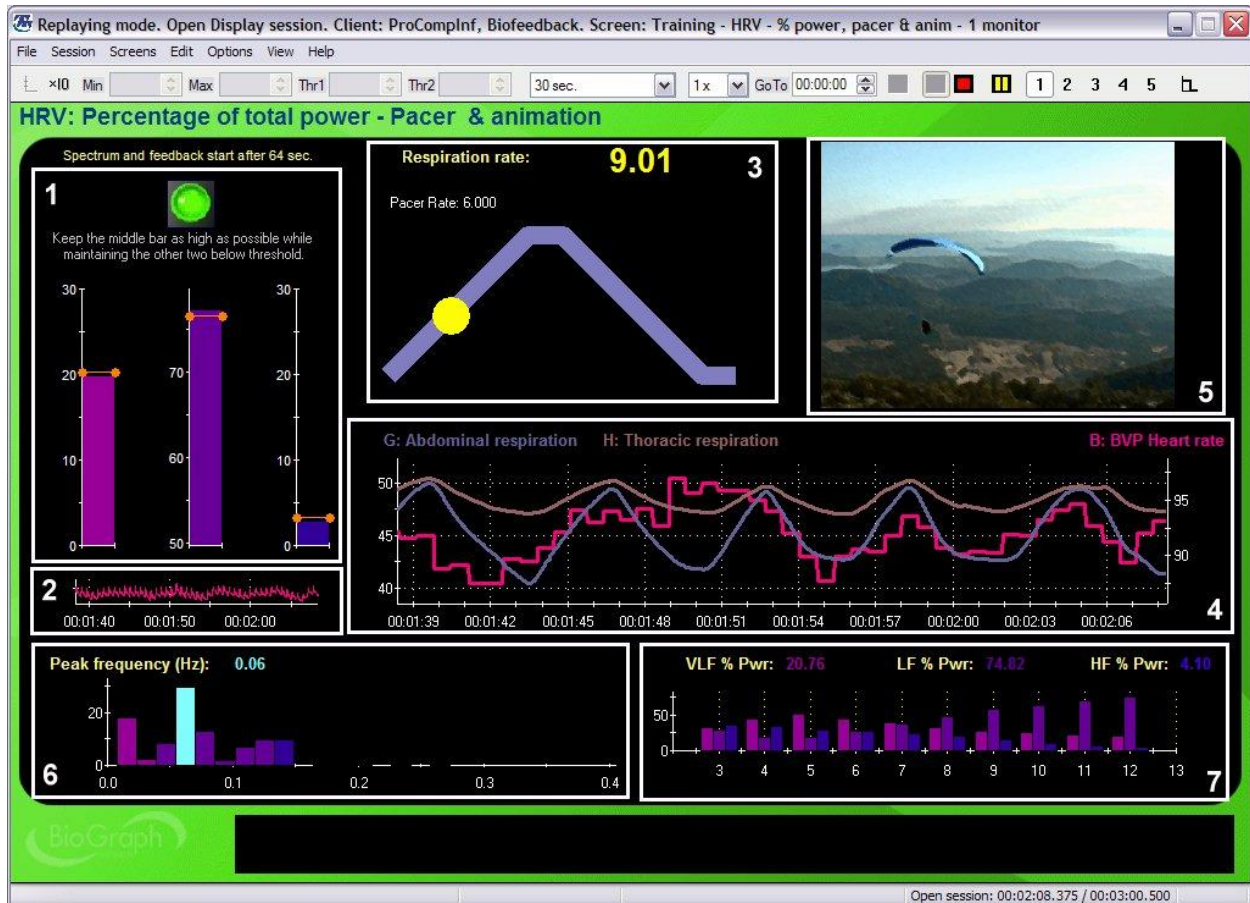 Replaying mode. Open Display session. Client: ProCompInf, Biofeedback. Screen: Training - HRV - % power, pacer & anim - 1 monitor
File Session Screens Edit Options View Help
×10 Min Max Thr1 Thr2 30 sec. 1x GoTo 00:00:00 1 2 3 4 5
HRV: Percentage of total power - Pacer & animation
Spectrum and feedback start after 64 sec.
1
Keep the middle bar as high as possible while
maintaining the other two below threshold.
30 30
20 70 20
10 60 10
0 50 0
2
00:01:40 00:01:50 00:02:00
Respiration rate: 9.01 3
Pacer Rate: 6.000
5
G: Abdominal respiration H: Thoracic respiration B: BVP Heart rate
50 95
45 90
40
00:01:39 00:01:42 00:01:45 00:01:48 00:01:51 00:01:54 00:01:57 00:02:00 00:02:03 00:02:06
4
Peak frequency (Hz): 0.06
20
0
0.0 0.1 0.2 0.3 0.4
6
VLF % Pwr: 20.76 LF % Pwr: 74.82 HF % Pwr: 4.10
50
0
3 4 5 6 7 8 9 10 11 12 13
7
BioGraph
Open session: 00:02:08.375 / 00:03:00.500